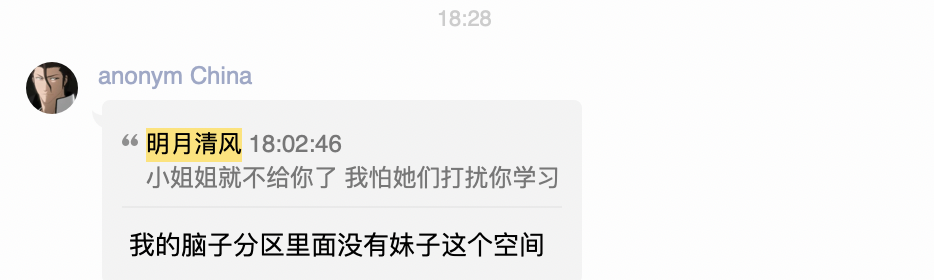 18:28
anonym China
明月清风 18:02:46
小姐姐就不给你了 我怕她们打扰你学习
我的脑子分区里面没有妹子这个空间